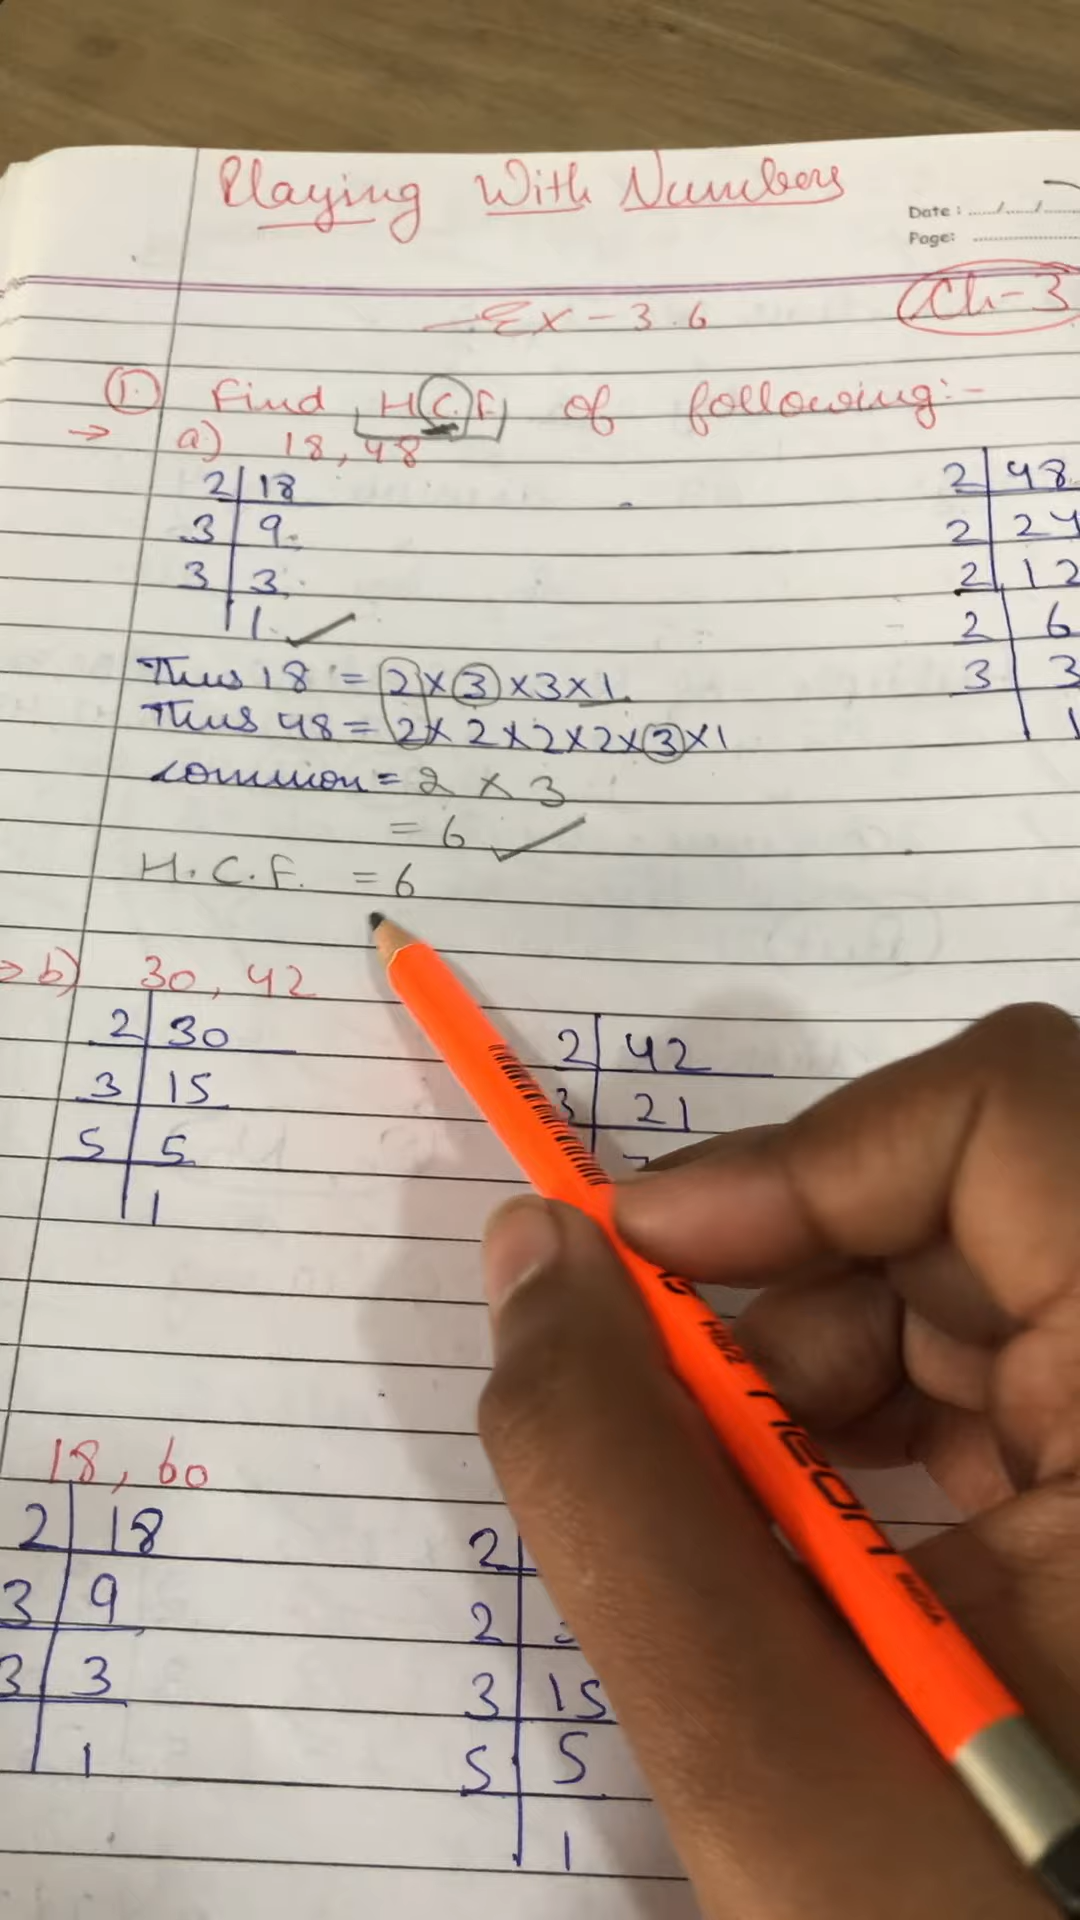 Playing With Numbers
Date : ...../...../.....
Page: .....................
Ex - 3.6
Ch-3
1. Find H.C.F. of following:-
→ a) 18, 48
2 | 18
3 | 9
3 | 3
1
2 | 48
2 | 24
2 | 12
2 | 6
3 | 3
1
Thus 18 = 2×3×3×1
Thus 48 = 2×2×2×2×3×1
common = 2 × 3
= 6
H.C.F. = 6
→ b) 30, 42
2 | 30
3 | 15
5 | 5
1
2 | 42
3 | 21
18, 60
2 | 18
3 | 9
3 | 3
1
2
2
3 | 15
5 | 5
1
HB/2
neon
INDIA